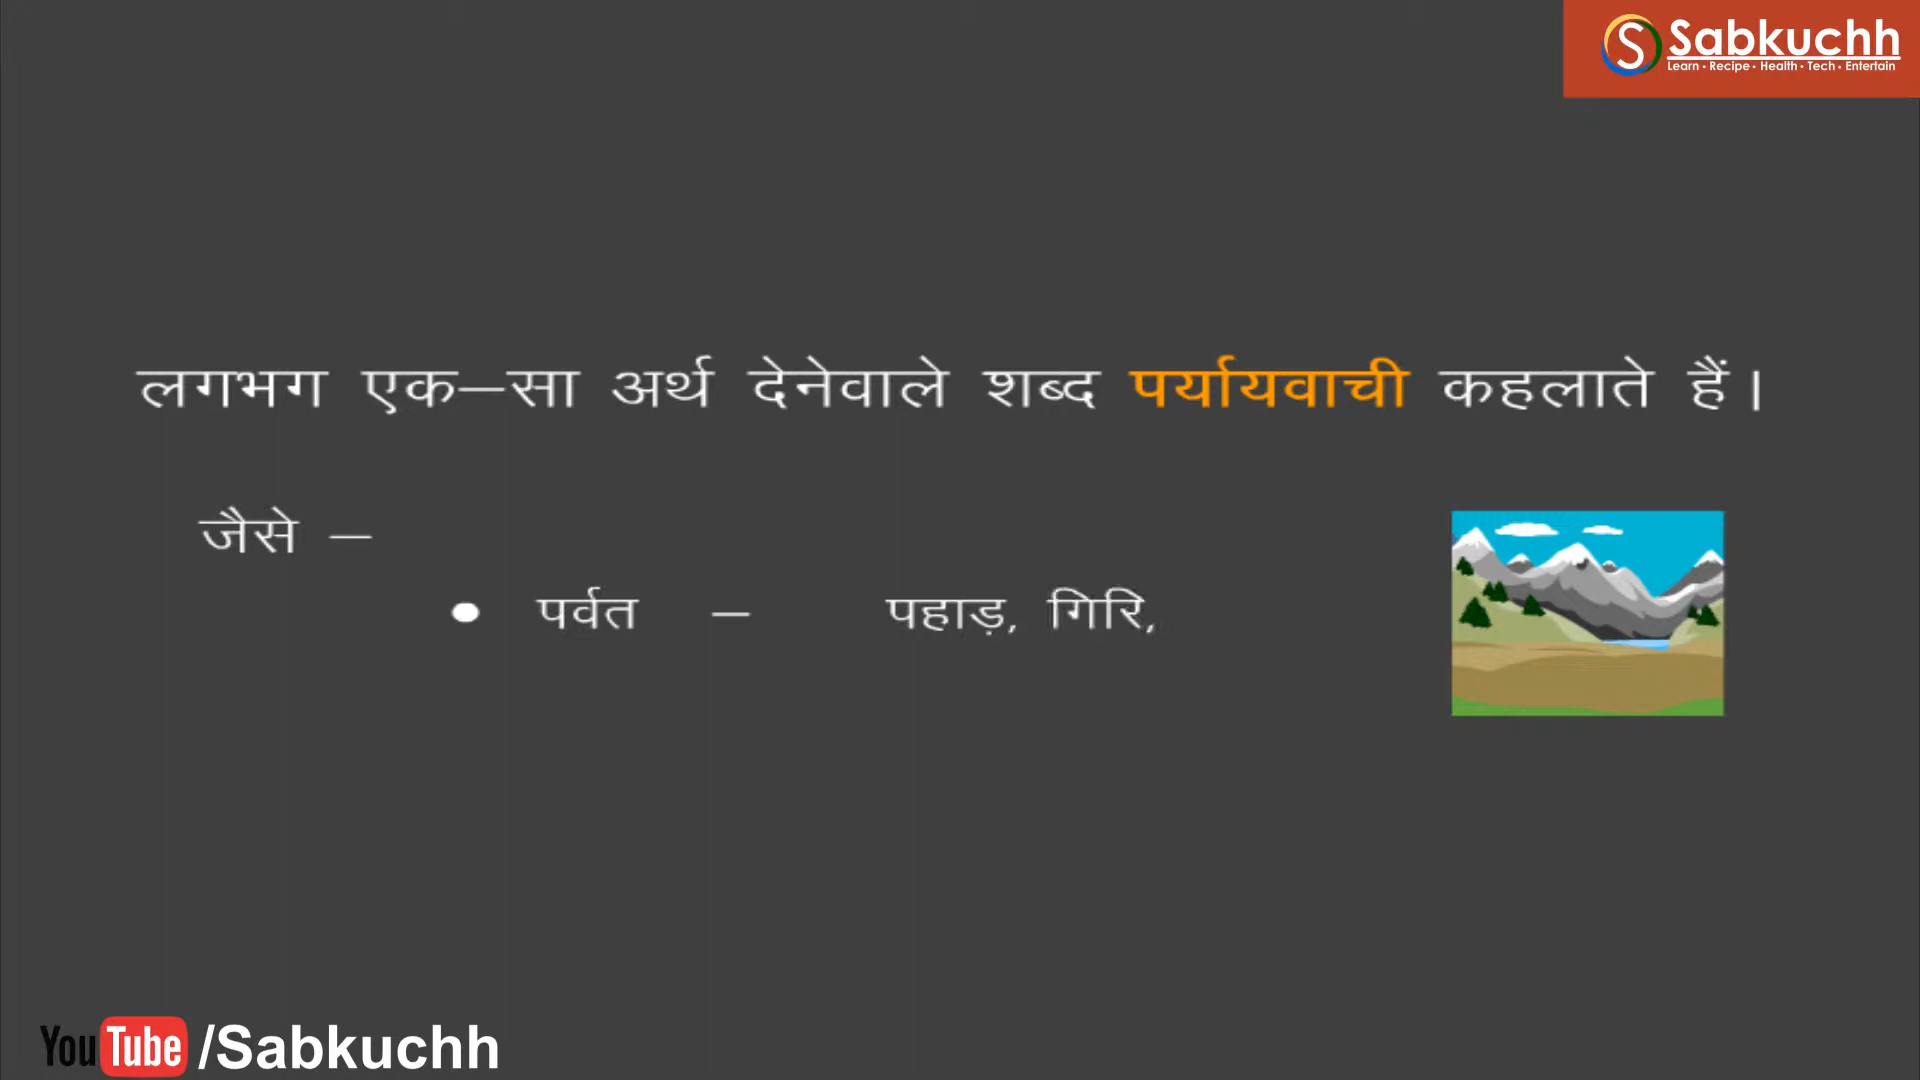 S Sabkuchh
Learn • Recipe • Health • Tech • Entertain
लगभग एक–सा अर्थ देनेवाले शब्द पर्यायवाची कहलाते हैं।
जैसे –
● पर्वत – पहाड़, गिरि,
YouTube /Sabkuchh